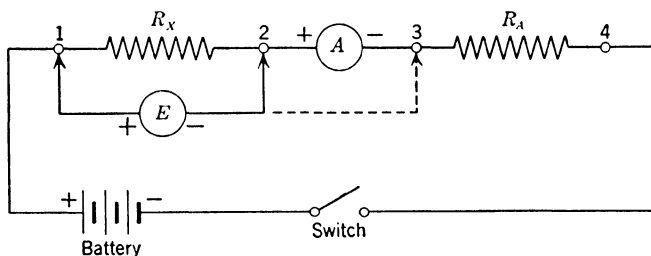 R_X
R_A
1 2 + A − 3 4
+ E −
+ −
Battery
Switch